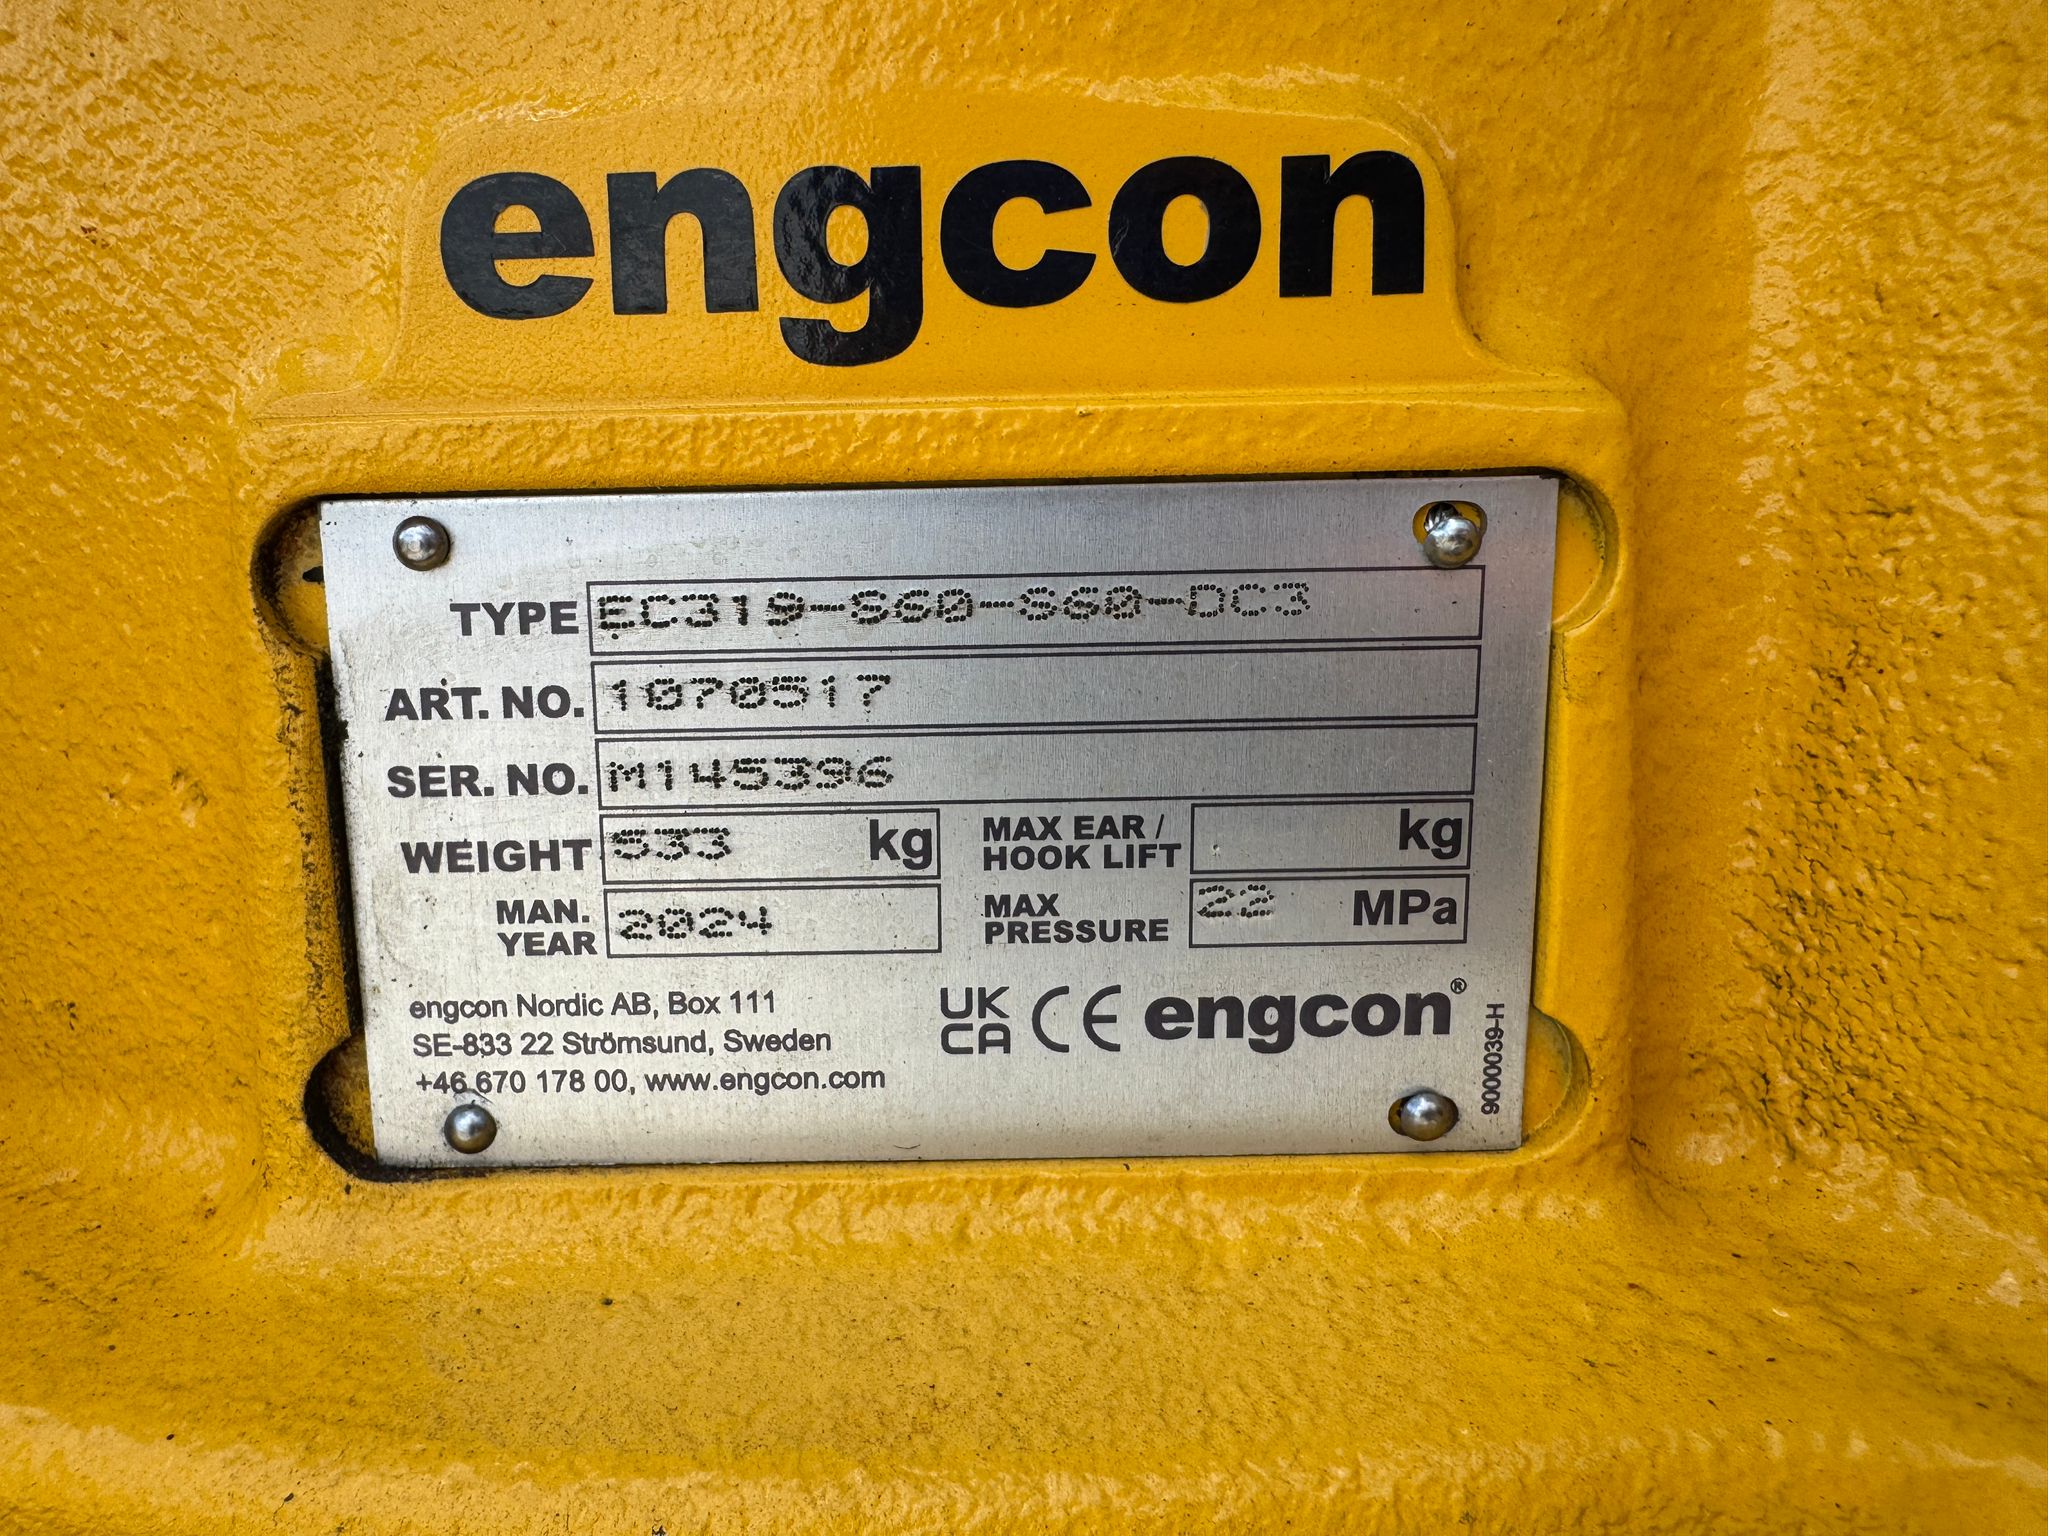 engcon
TYPE EC319-S60-S60-DC3
ART. NO. 1070517
SER. NO. M145396
WEIGHT 533 kg MAX EAR / HOOK LIFT kg
MAN. YEAR 2024 MAX PRESSURE 22 MPa
engcon Nordic AB, Box 111
SE-833 22 Strömsund, Sweden
+46 670 178 00, www.engcon.com
UK CA CE engcon®
9000039-H